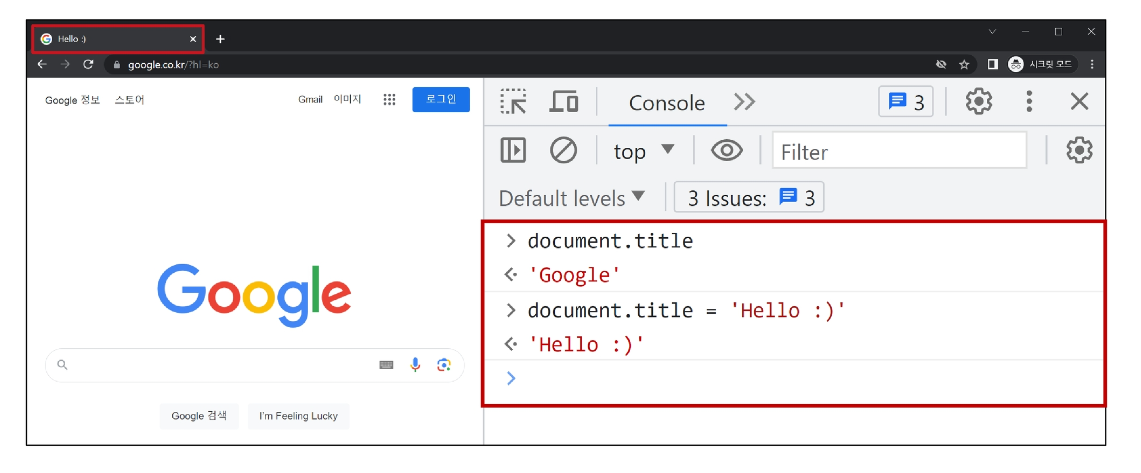 Hello :)
google.co.kr/?hl=ko
시크릿 모드
Google 정보 스토어 Gmail 이미지 로그인
Google
Google 검색 I'm Feeling Lucky
Console 3
top Filter
Default levels 3 Issues: 3
> document.title
'Google'
> document.title = 'Hello :)'
'Hello :)'
>